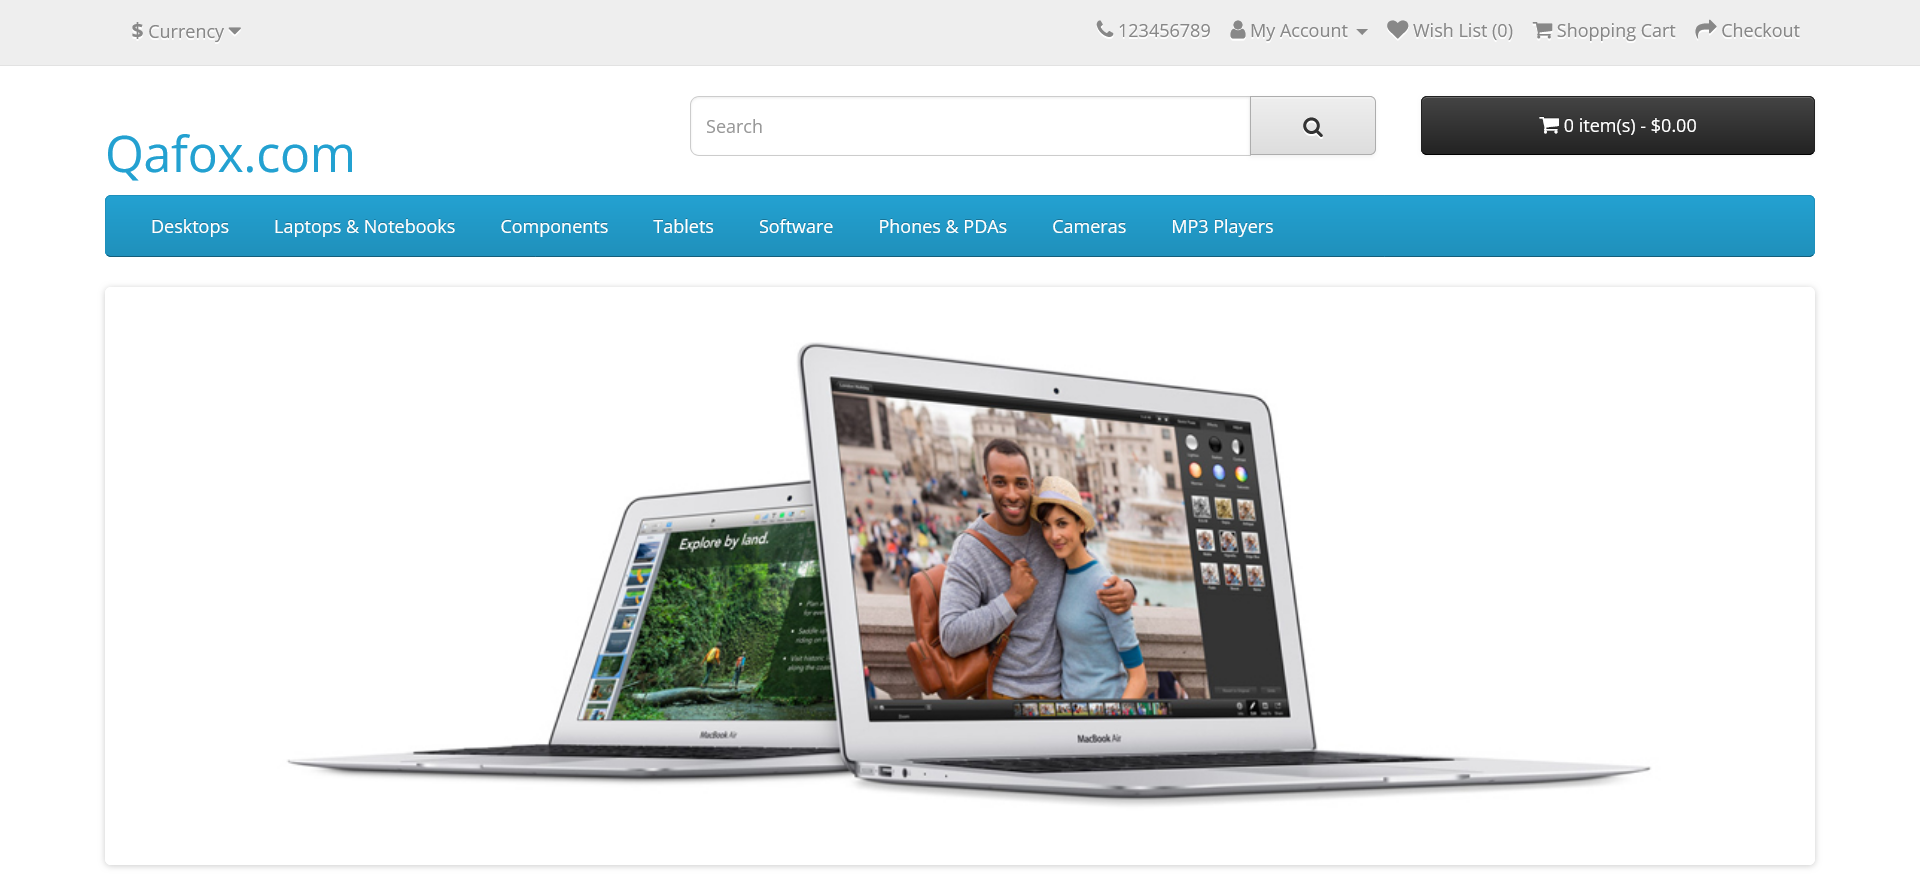 $ Currency
123456789 My Account Wish List (0) Shopping Cart Checkout
Qafox.com
Search
0 item(s) - $0.00
Desktops Laptops & Notebooks Components Tablets Software Phones & PDAs Cameras MP3 Players
Explore by land.
MacBook Air
MacBook Air